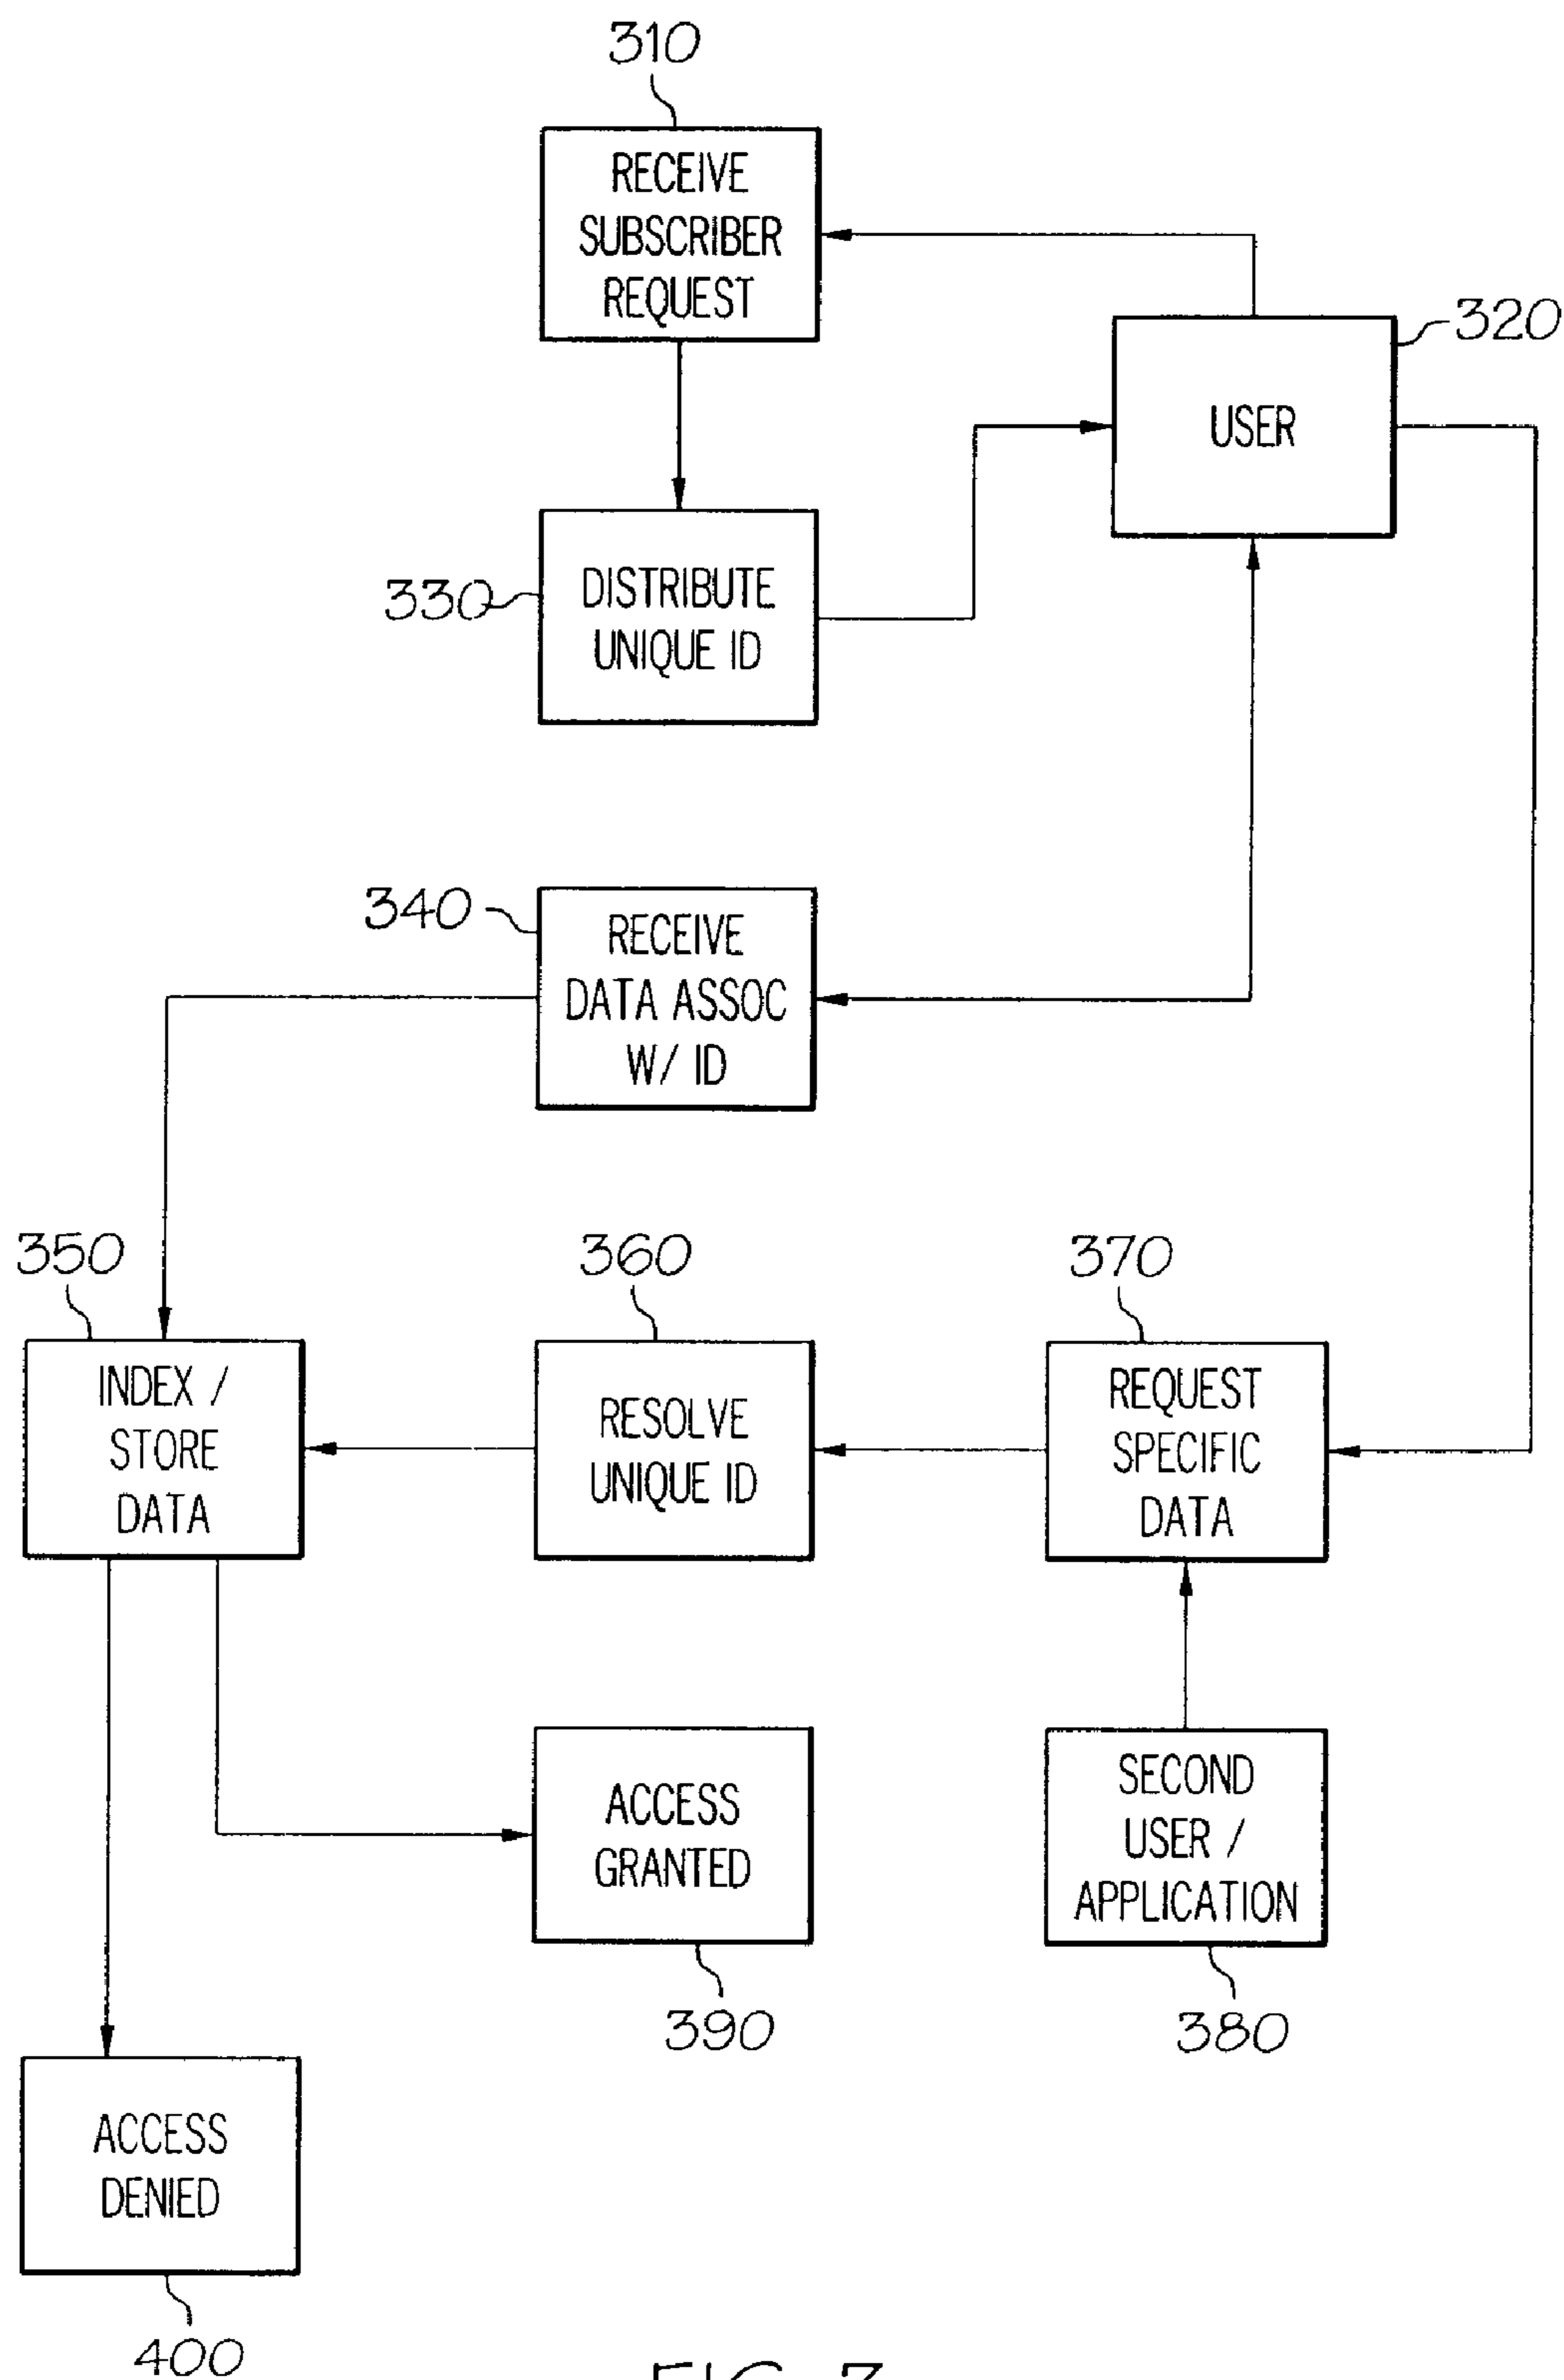 310
RECEIVE
SUBSCRIBER
REQUEST
320
USER
330
DISTRIBUTE
UNIQUE ID
340
RECEIVE
DATA ASSOC
W/ ID
350
INDEX /
STORE
DATA
360
RESOLVE
UNIQUE ID
370
REQUEST
SPECIFIC
DATA
ACCESS
GRANTED
390
SECOND
USER /
APPLICATION
380
ACCESS
DENIED
400